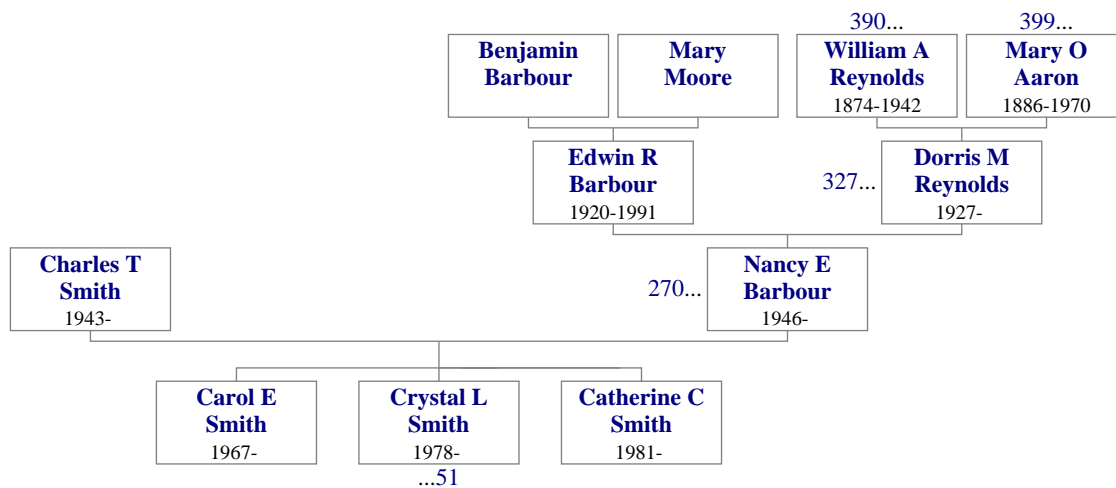 390...
399...
Benjamin
Barbour
Mary
Moore
William A
Reynolds
1874-1942
Mary O
Aaron
1886-1970
Edwin R
Barbour
1920-1991
327...
Dorris M
Reynolds
1927-
Charles T
Smith
1943-
270...
Nancy E
Barbour
1946-
Carol E
Smith
1967-
Crystal L
Smith
1978-
...51
Catherine C
Smith
1981-